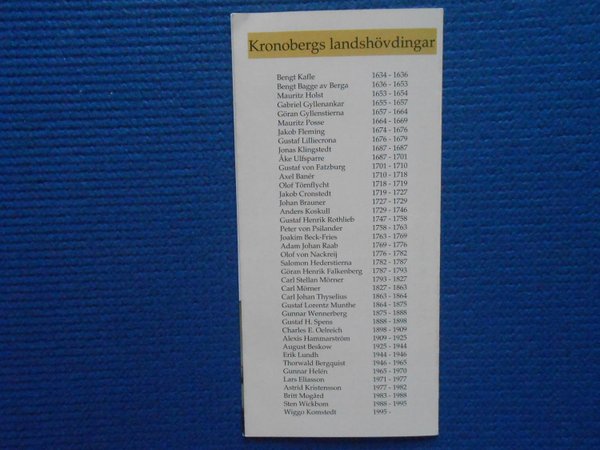 Kronobergs landshövdingar
Bengt Kafle 1634 - 1636
Bengt Bagge av Berga 1636 - 1653
Mauritz Holst 1653 - 1654
Gabriel Gyllenankar 1655 - 1657
Göran Gyllenstierna 1657 - 1664
Mauritz Posse 1664 - 1669
Jakob Fleming 1674 - 1676
Gustaf Lilliecrona 1676 - 1679
Jonas Klingstedt 1687 - 1687
Åke Ulfsparre 1687 - 1701
Gustaf von Fatzburg 1701 - 1710
Axel Banér 1710 - 1718
Olof Törnflycht 1718 - 1719
Jakob Cronstedt 1719 - 1727
Johan Brauner 1727 - 1729
Anders Koskull 1729 - 1746
Gustaf Henrik Rothlieb 1747 - 1758
Peter von Psilander 1758 - 1763
Joakim Beck-Fries 1763 - 1769
Adam Johan Raab 1769 - 1776
Olof von Nackreij 1776 - 1782
Salomon Hederstierna 1782 - 1787
Göran Henrik Falkenberg 1787 - 1793
Carl Stellan Mörner 1793 - 1827
Carl Mörner 1827 - 1863
Carl Johan Thyselius 1863 - 1864
Gustaf Lorentz Munthe 1864 - 1875
Gunnar Wennerberg 1875 - 1888
Gustaf H. Spens 1888 - 1898
Charles E. Oelreich 1898 - 1909
Alexis Hammarström 1909 - 1925
August Beskow 1925 - 1944
Erik Lundh 1944 - 1946
Thorwald Bergquist 1946 - 1965
Gunnar Helén 1965 - 1970
Lars Eliasson 1971 - 1977
Astrid Kristensson 1977 - 1982
Britt Mogård 1983 - 1988
Sten Wickbom 1988 - 1995
Wiggo Komstedt 1995 -